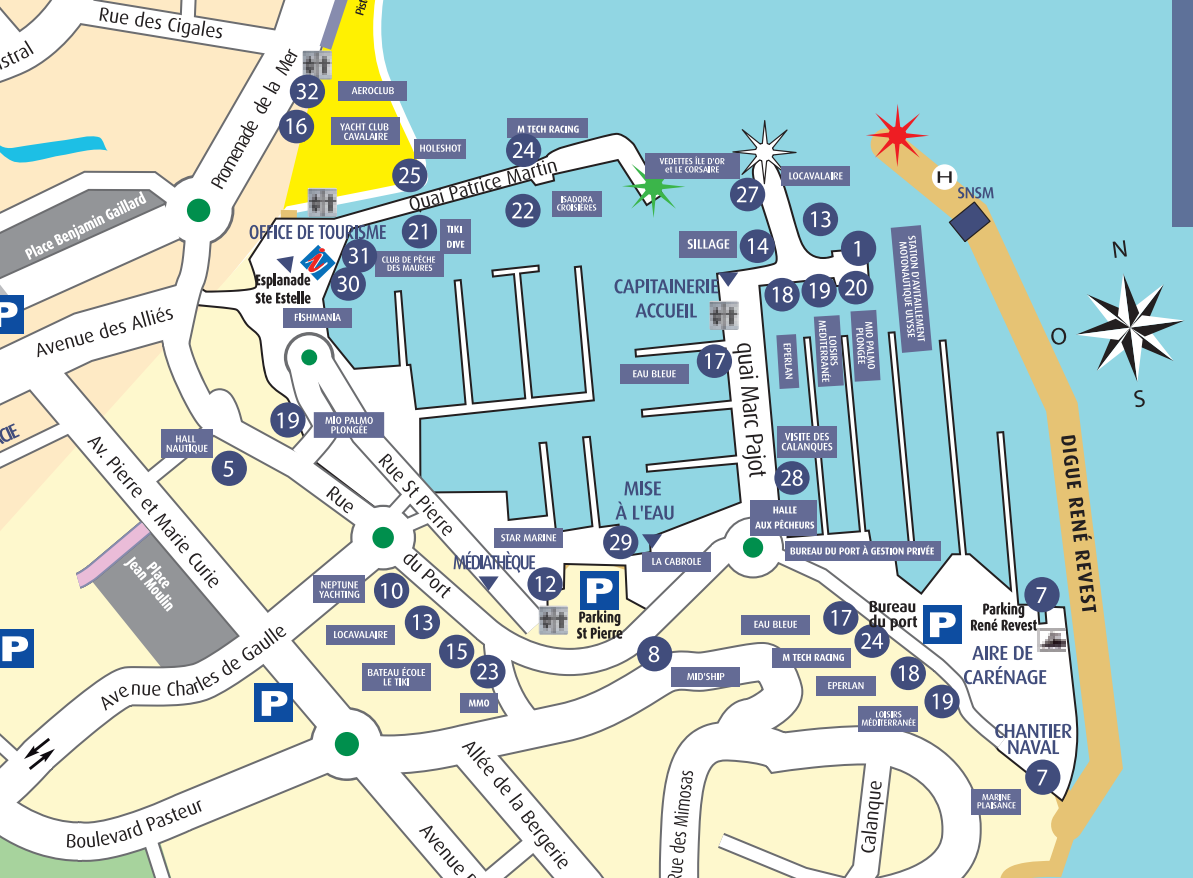 Rue des Cigales
Promenade de la Mer
32
AEROCLUB
16
YACHT CLUB
CAVALAIRE
HOLESHOT
25
M TECH RACING
24
Quai Patrice Martin
22
ISADORA
CROISIÈRES
21
TIKI
DIVE
VEDETTES ÎLE D'OR
et LE CORSAIRE
27
LOCAVALAIRE
13
H
SNSM
Place Benjamin Gaillard
OFFICE DE TOURISME
31
CLUB DE PÊCHE
DES MAURES
30
Esplanade
Ste Estelle
FISHMANIA
SILLAGE
14
1
CAPITAINERIE
ACCUEIL
18
19
20
STATION D'AVITAILLEMENT
MOTONAUTIQUE ULYSSE
N
O
S
P
Avenue des Alliés
EPERLAN
LOISIRS
MEDITERRANÉE
MIO PALMO
PLONGÉE
EAU BLEUE
17
quai Marc Pajot
19
MIO PALMO
PLONGÉE
HALL
NAUTIQUE
5
VISITE DES
CALANQUES
28
Av. Pierre et Marie Curie
Rue St Pierre
Rue
du Port
MISE
À L'EAU
HALLE
AUX PÊCHEURS
DIGUE RENÉ REVEST
STAR MARINE
29
LA CABROLE
BUREAU DU PORT À GESTION PRIVÉE
MÉDIATHÈQUE
12
P
Parking
St Pierre
Place
Jean Moulin
NEPTUNE
YACHTING
10
LOCAVALAIRE
13
15
BATEAU ÉCOLE
LE TIKI
23
MMO
8
MID'SHIP
EAU BLEUE
17
Bureau
du port
P
Parking
René Revest
7
M TECH RACING
24
AIRE DE
CARÉNAGE
EPERLAN
18
19
LOISIRS
MÉDITERRANÉE
CHANTIER
NAVAL
7
MARINE
PLAISANCE
P
Avenue Charles de Gaulle
P
Boulevard Pasteur
Allée de la Bergerie
Rue des Mimosas
Calanque